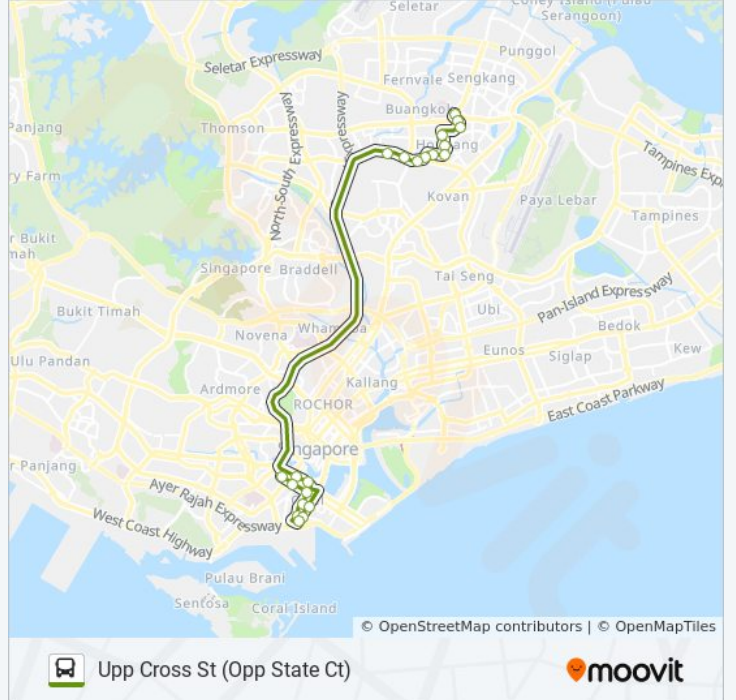 Seletar
Coney Island (Pulau
Serangoon)
Seletar Expressway
Punggol
Fernvale Sengkang
Buangkok
Panjang
Thomson
North-South Expressway
pressway
Hougang
Tampines Exp
ry Farm
Kovan
Paya Lebar
Tampines
r Bukit
mah
Singapore
Braddell
Tai Seng
Pan-Island Expressway
Bukit Timah
Ubi
Bedok
Novena
Whampoa
Eunos
Siglap
Kew
Ulu Pandan
Ardmore
Kallang
ROCHOR
East Coast Parkway
Singapore
r Panjang
Ayer Rajah Expressway
West Coast Highway
Pulau Brani
Sentosa
Coral Island
© OpenStreetMap contributors | © OpenMapTiles
Upp Cross St (Opp State Ct)
moovit